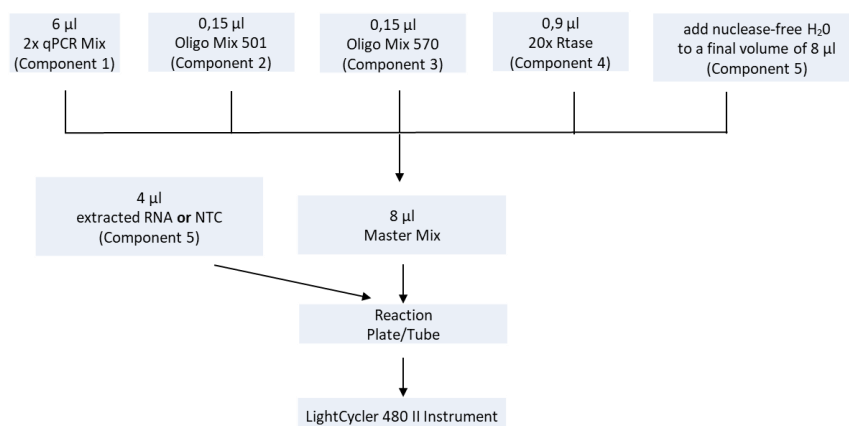 6 µl
2x qPCR Mix
(Component 1)
0,15 µl
Oligo Mix 501
(Component 2)
0,15 µl
Oligo Mix 570
(Component 3)
0,9 µl
20x Rtase
(Component 4)
add nuclease-free H₂0
to a final volume of 8 µl
(Component 5)
4 µl
extracted RNA or NTC
(Component 5)
8 µl
Master Mix
Reaction
Plate/Tube
LightCycler 480 II Instrument